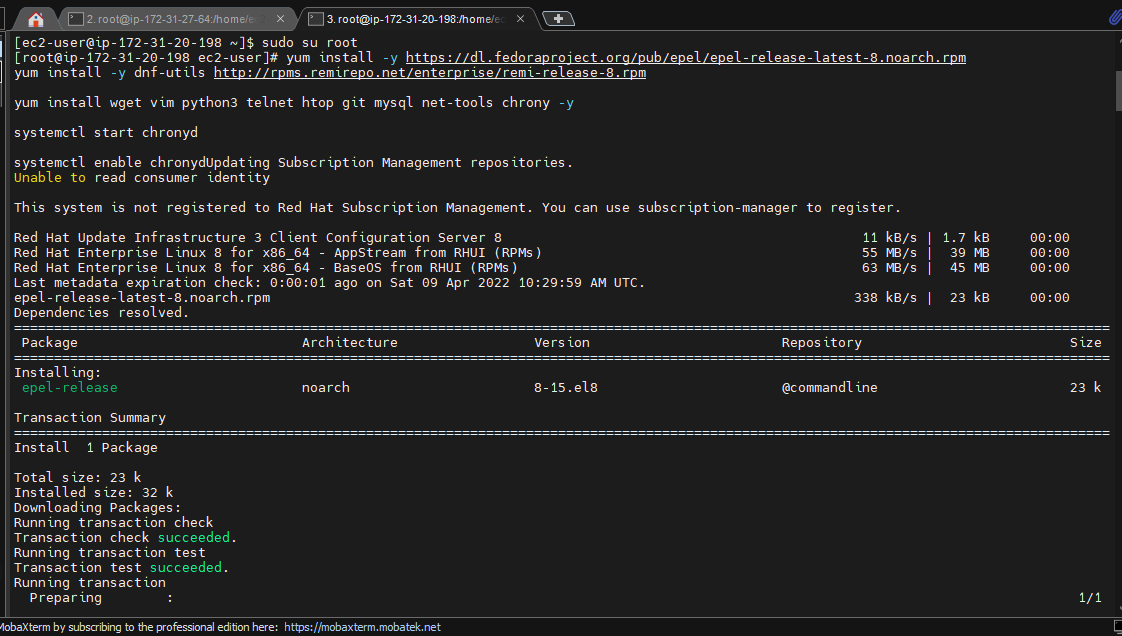 2. root@ip-172-31-27-64:/home/e
3. root@ip-172-31-20-198:/home/e
[ec2-user@ip-172-31-20-198 ~]$ sudo su root
[root@ip-172-31-20-198 ec2-user]# yum install -y https://dl.fedoraproject.org/pub/epel/epel-release-latest-8.noarch.rpm
yum install -y dnf-utils http://rpms.remirepo.net/enterprise/remi-release-8.rpm
yum install wget vim python3 telnet htop git mysql net-tools chrony -y
systemctl start chronyd
systemctl enable chronydUpdating Subscription Management repositories.
Unable to read consumer identity
This system is not registered to Red Hat Subscription Management. You can use subscription-manager to register.
Red Hat Update Infrastructure 3 Client Configuration Server 8 11 kB/s | 1.7 kB 00:00
Red Hat Enterprise Linux 8 for x86_64 - AppStream from RHUI (RPMs) 55 MB/s | 39 MB 00:00
Red Hat Enterprise Linux 8 for x86_64 - BaseOS from RHUI (RPMs) 63 MB/s | 45 MB 00:00
Last metadata expiration check: 0:00:01 ago on Sat 09 Apr 2022 10:29:59 AM UTC.
epel-release-latest-8.noarch.rpm 338 kB/s | 23 kB 00:00
Dependencies resolved.
Package Architecture Version Repository Size
Installing:
epel-release noarch 8-15.el8 @commandline 23 k
Transaction Summary
Install 1 Package
Total size: 23 k
Installed size: 32 k
Downloading Packages:
Running transaction check
Transaction check succeeded.
Running transaction test
Transaction test succeeded.
Running transaction
Preparing : 1/1
MobaXterm by subscribing to the professional edition here: https://mobaxterm.mobatek.net